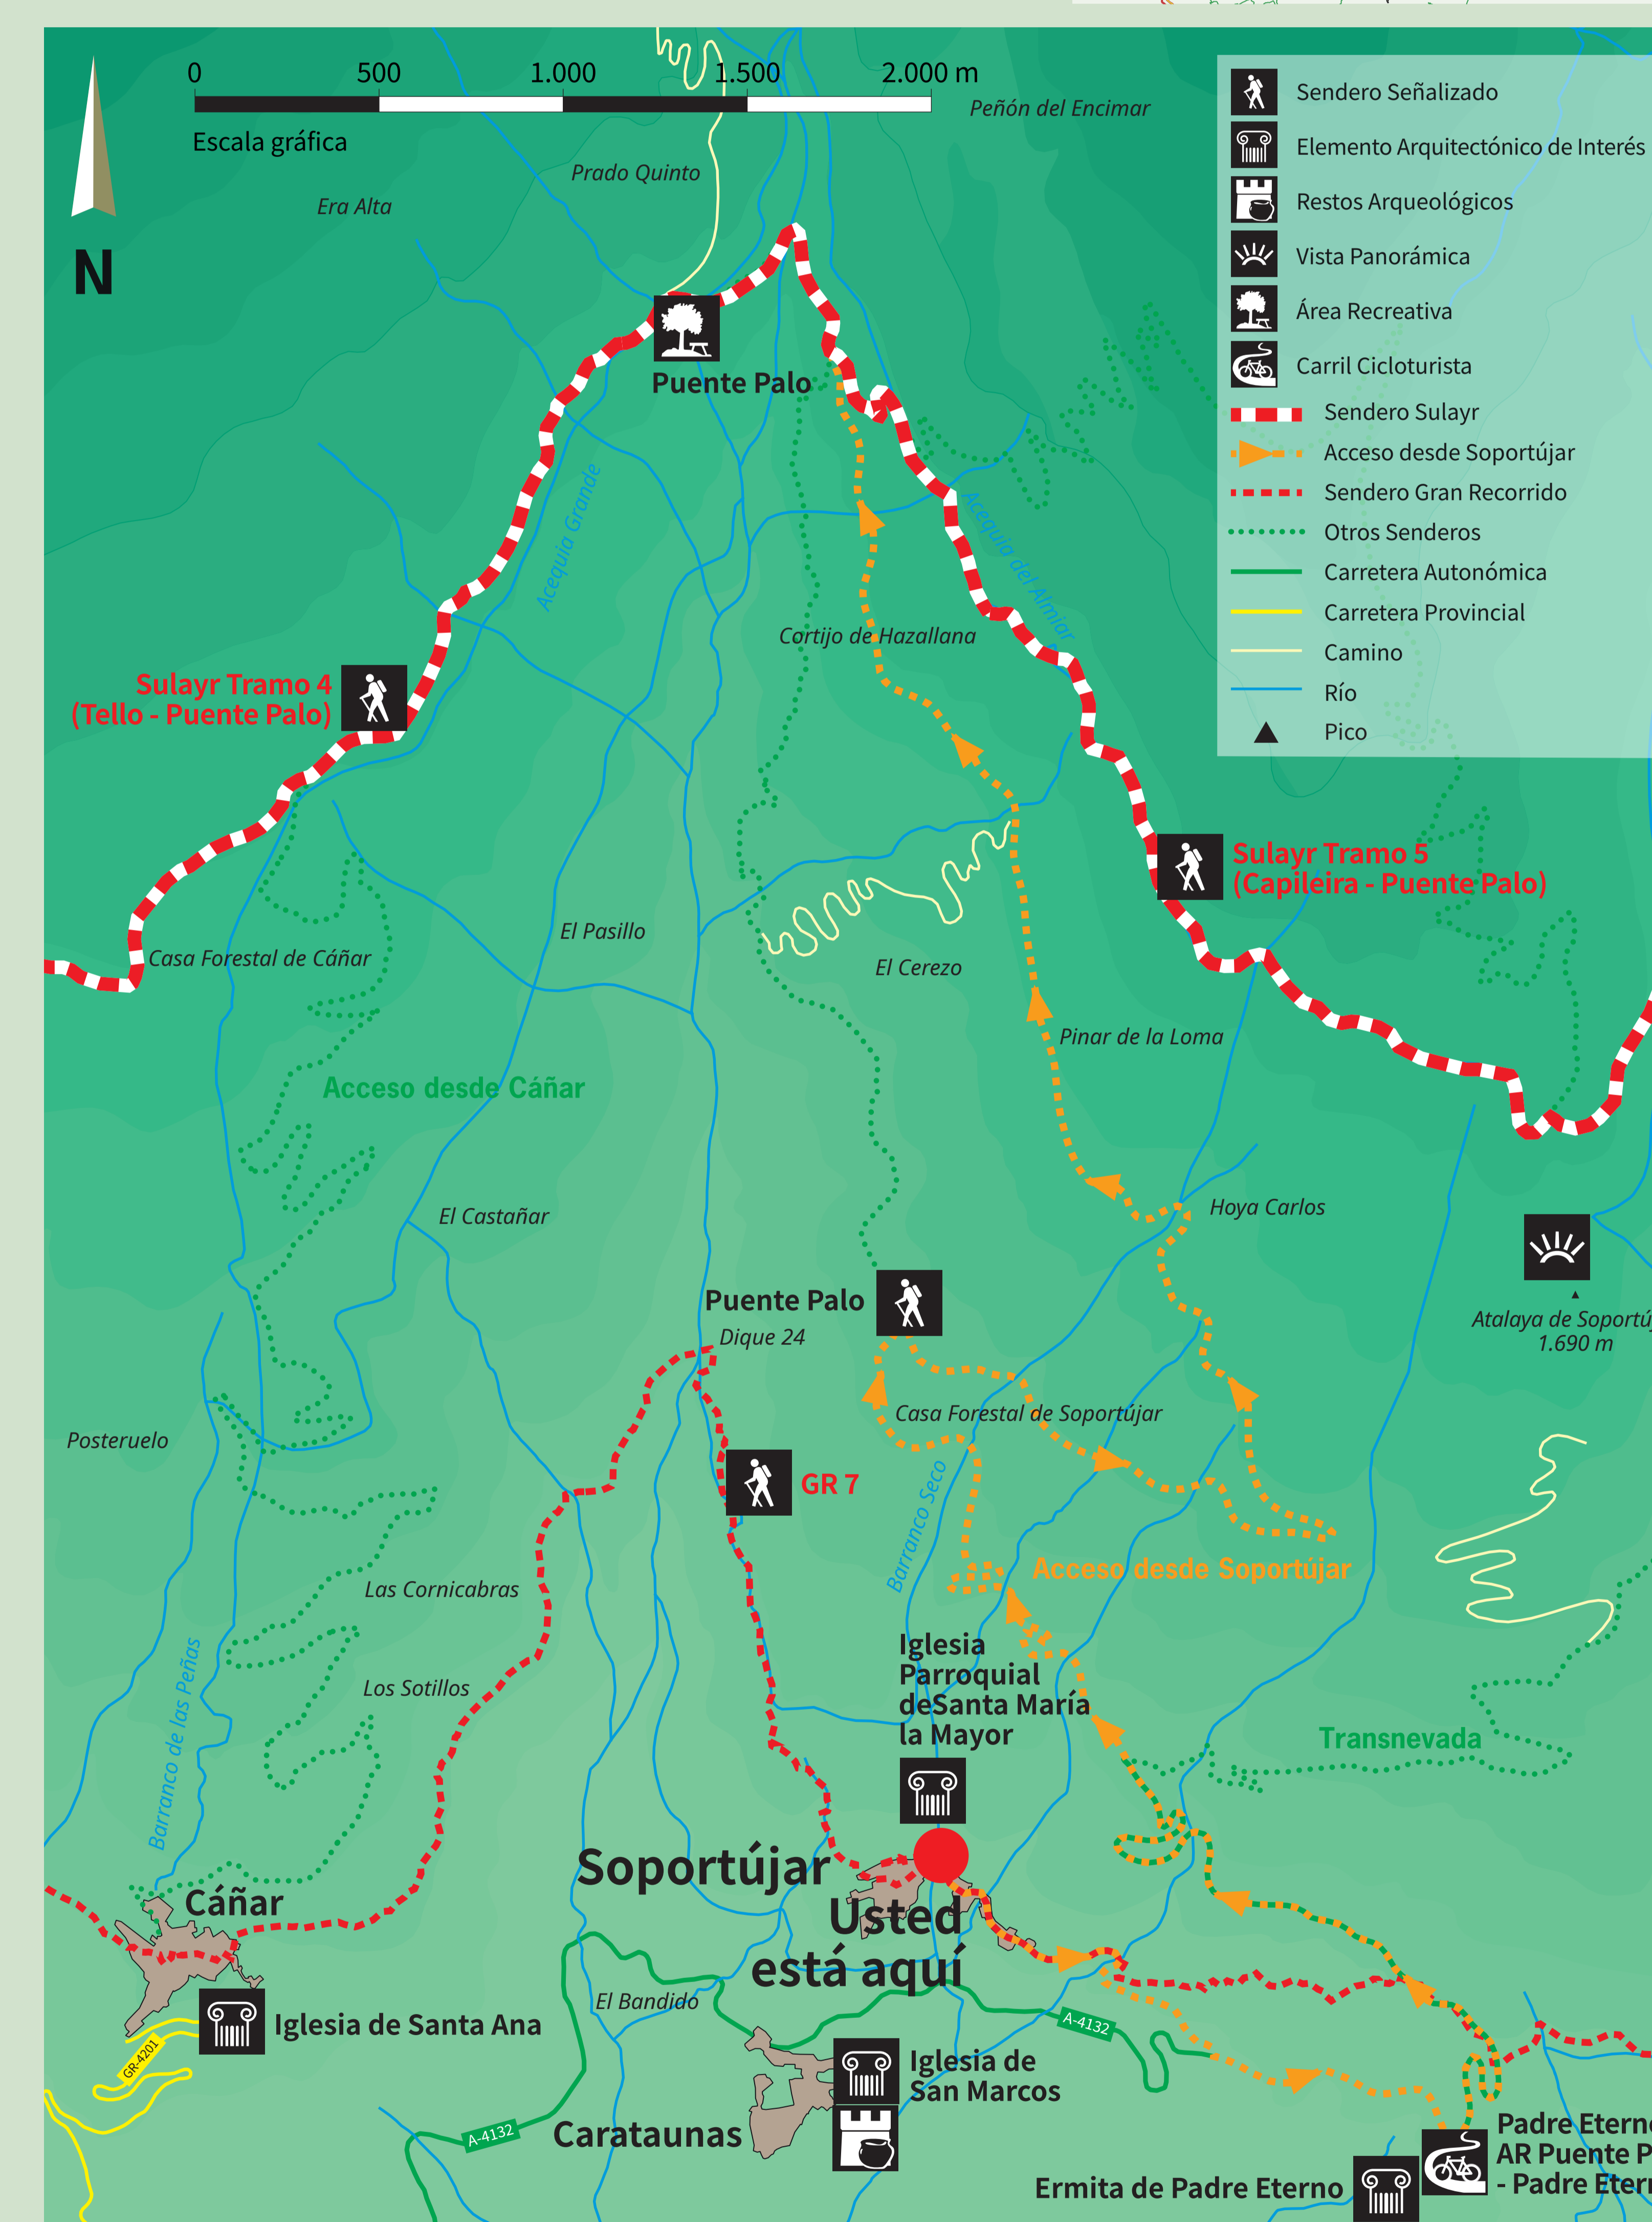 0 500 1.000 1.500 2.000 m
Escala gráfica
N
Peñón del Encimar
Prado Quinto
Era Alta
Sendero Señalizado
Elemento Arquitectónico de Interés
Restos Arqueológicos
Vista Panorámica
Área Recreativa
Carril Cicloturista
Sendero Sulayr
Acceso desde Soportújar
Sendero Gran Recorrido
Otros Senderos
Carretera Autonómica
Carretera Provincial
Camino
Río
Pico
Puente Palo
Acequia Grande
Acequia del Almiar
Cortijo de Hazallana
Sulayr Tramo 4
(Tello - Puente Palo)
Sulayr Tramo 5
(Capileira - Puente Palo)
Casa Forestal de Cáñar
El Pasillo
El Cerezo
Pinar de la Loma
Acceso desde Cáñar
El Castañar
Hoya Carlos
Puente Palo
Dique 24
Atalaya de Soportúj
1.690 m
Posteruelo
Casa Forestal de Soportújar
GR 7
Barranco Seco
Acceso desde Soportújar
Las Cornicabras
Iglesia
Parroquial
deSanta María
la Mayor
Los Sotillos
Barranco de las Peñas
Transnevada
Soportújar
Cáñar
Usted
está aquí
El Bandido
A-4132
Iglesia de Santa Ana
GR-4201
Iglesia de
San Marcos
A-4132
Carataunas
Padre Etern
AR Puente P
- Padre Eter
Ermita de Padre Eterno